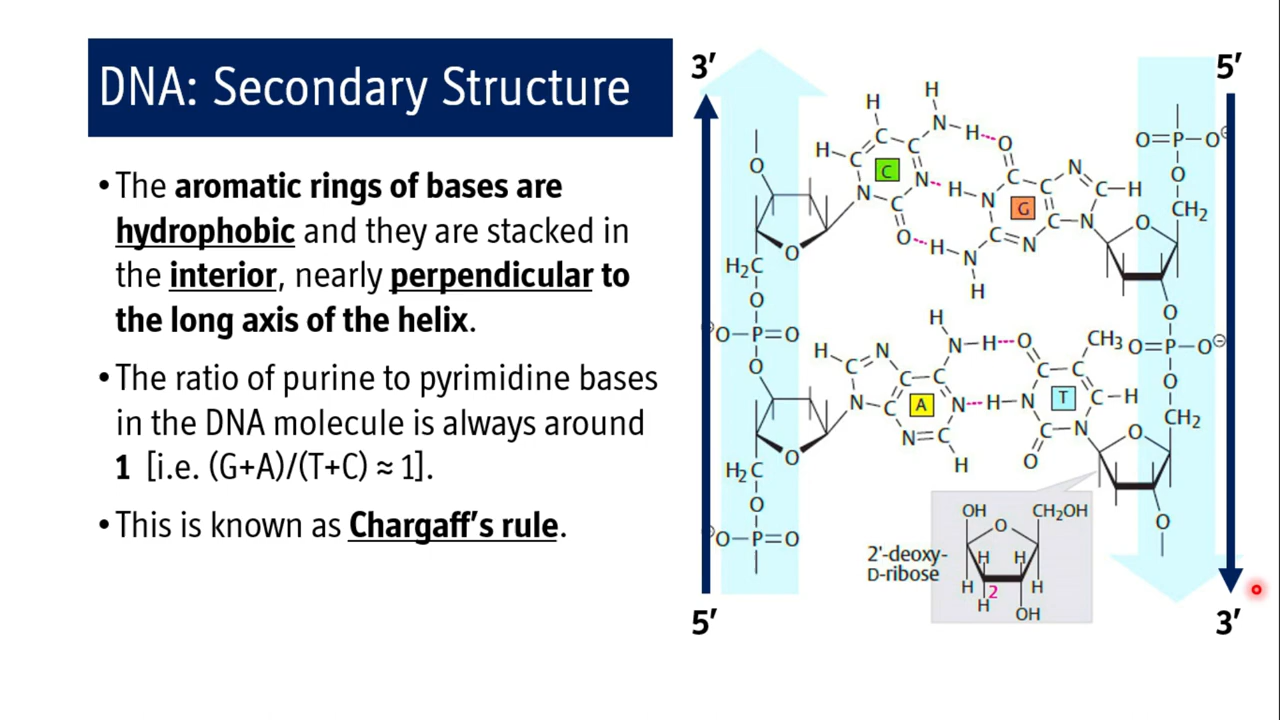 DNA: Secondary Structure
•The aromatic rings of bases are
hydrophobic and they are stacked in
the interior, nearly perpendicular to
the long axis of the helix.
•The ratio of purine to pyrimidine bases
in the DNA molecule is always around
1 [i.e. (G+A)/(T+C) ≈ 1].
•This is known as Chargaff’s rule.
3′
5′
H
H
N
H
O
O=P–O⊖
O
H
C
C
C
N
H
C
O
C
N
C
N
H
N
C
C
G
C
C
N
N
C–H
O
CH₂
O
N
H
H
C
N
O
O
H₂C
O
⊖O–P=O
O
H
H
C
N
N
H
O
CH₃
O=P–O⊖
O
C
C
C
C
N
C
A
N
H
N
T
C–H
N=C
H
C
N
O
O
CH₂
O
O
H₂C
O
⊖O–P=O
2'-deoxy-
D-ribose
OH
O
CH₂OH
H
H
H
2
H
H
OH
O
5′
3′